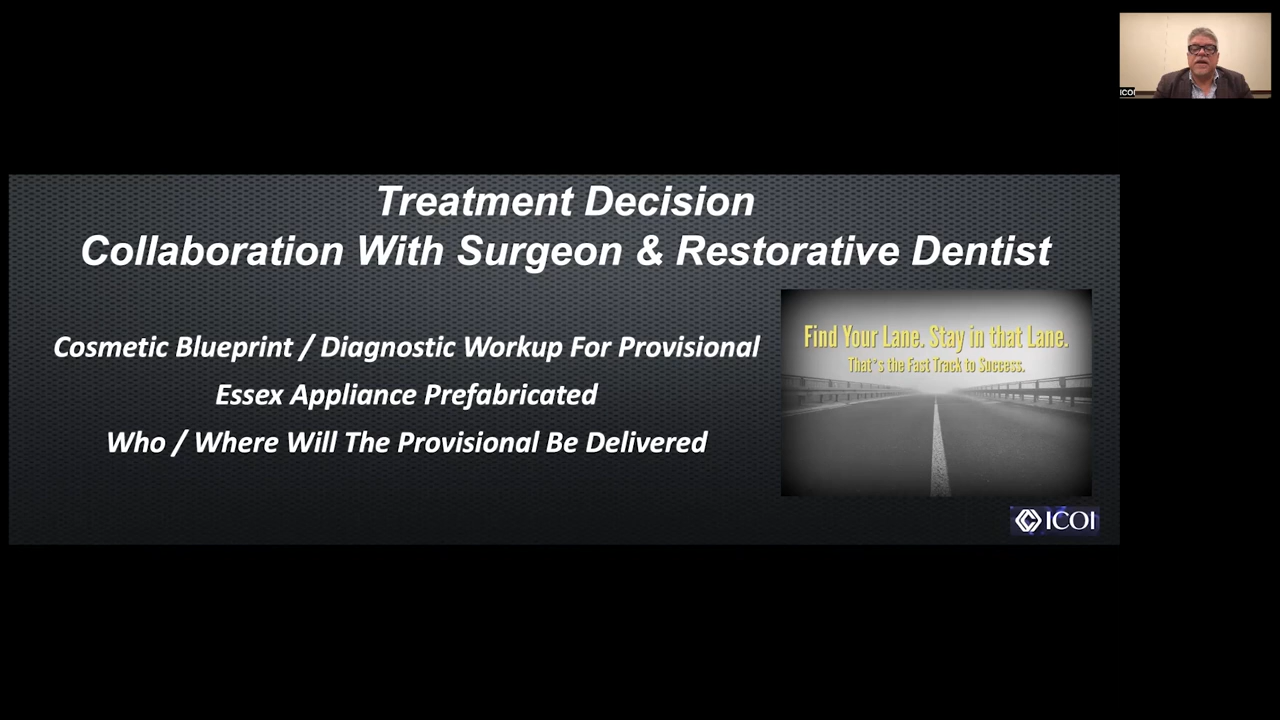 ICOI
Treatment Decision
Collaboration With Surgeon & Restorative Dentist
Cosmetic Blueprint / Diagnostic Workup For Provisional
Essex Appliance Prefabricated
Who / Where Will The Provisional Be Delivered
Find Your Lane. Stay in that Lane.
That"s the Fast Track to Success.
ICOI